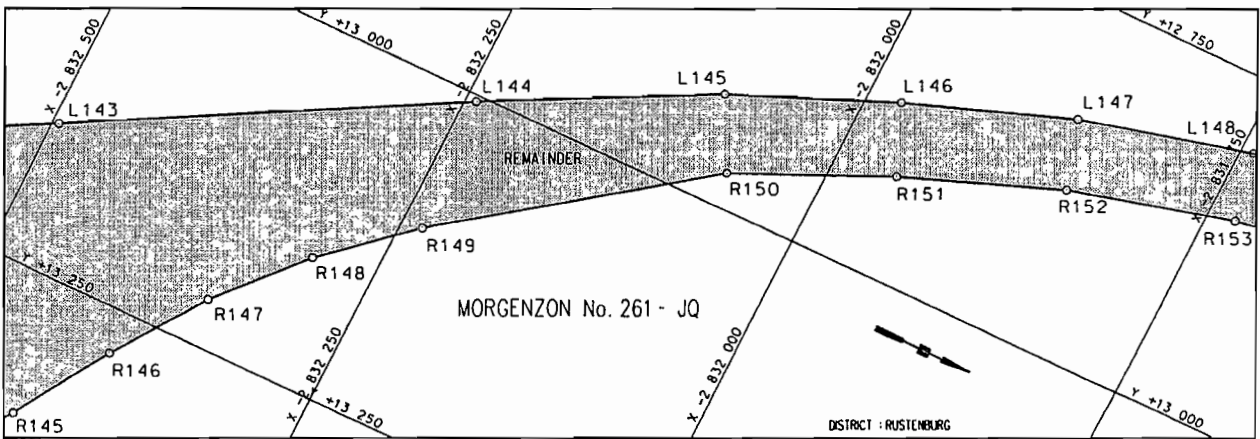 Y +13 000
Y +12 750
X -2 832 500
X -2 832 250
X -2 832 000
L143
L144
L145
L146
L147
L148
X -2 831 750
REMAINDER
R150
R151
R152
R153
R149
R148
Y +13 250
R147
MORGENZON No. 261 - JQ
R146
R145
X -2 832 250
Y +13 250
X -2 832 000
Y +13 000
DISTRICT : RUSTENBURG